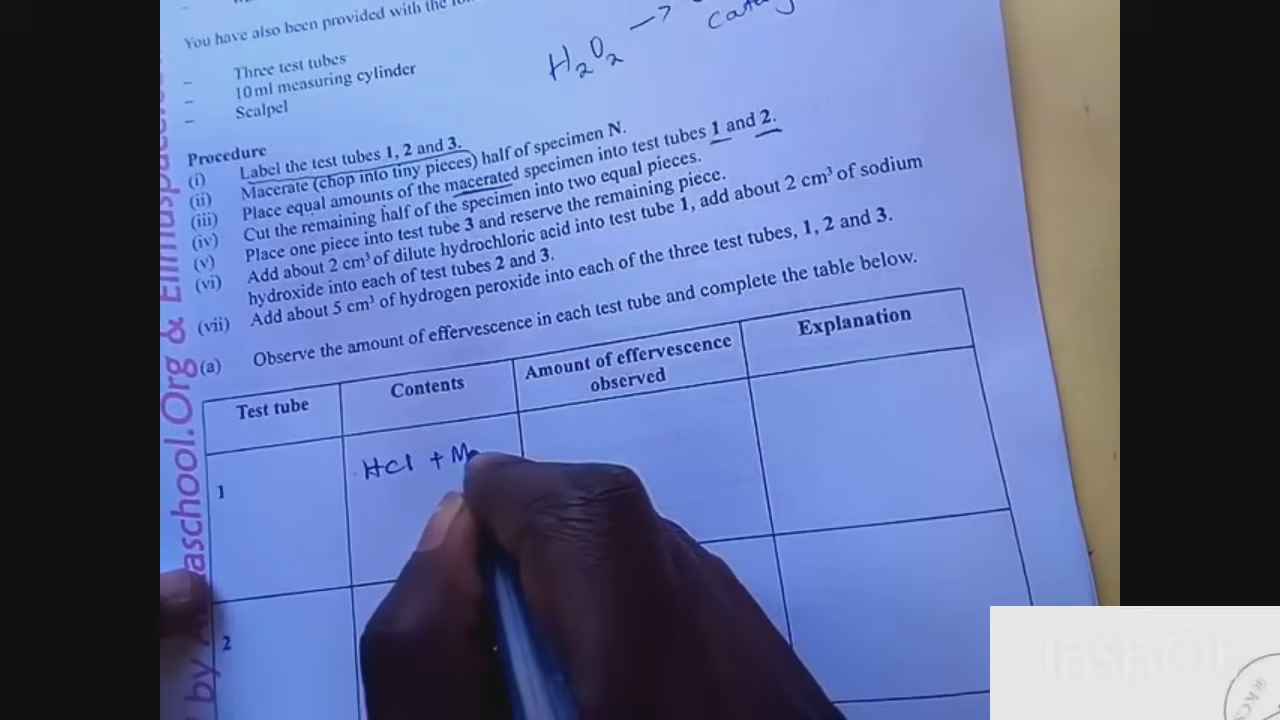 You have also been provided with the
H₂O₂ →
– Three test tubes
– 10ml measuring cylinder
– Scalpel
Procedure
(i) Label the test tubes 1, 2 and 3.
(ii) Macerate (chop into tiny pieces) half of specimen N.
(iii) Place equal amounts of the macerated specimen into test tubes 1 and 2.
(iv) Cut the remaining half of the specimen into two equal pieces.
(v) Place one piece into test tube 3 and reserve the remaining piece.
(vi) Add about 2 cm³ of dilute hydrochloric acid into test tube 1, add about 2 cm³ of sodium
hydroxide into each of test tubes 2 and 3.
(vii) Add about 5 cm³ of hydrogen peroxide into each of the three test tubes, 1, 2 and 3.
(a) Observe the amount of effervescence in each test tube and complete the table below.
Test tube Contents Amount of effervescence observed Explanation
1 HCl +
2